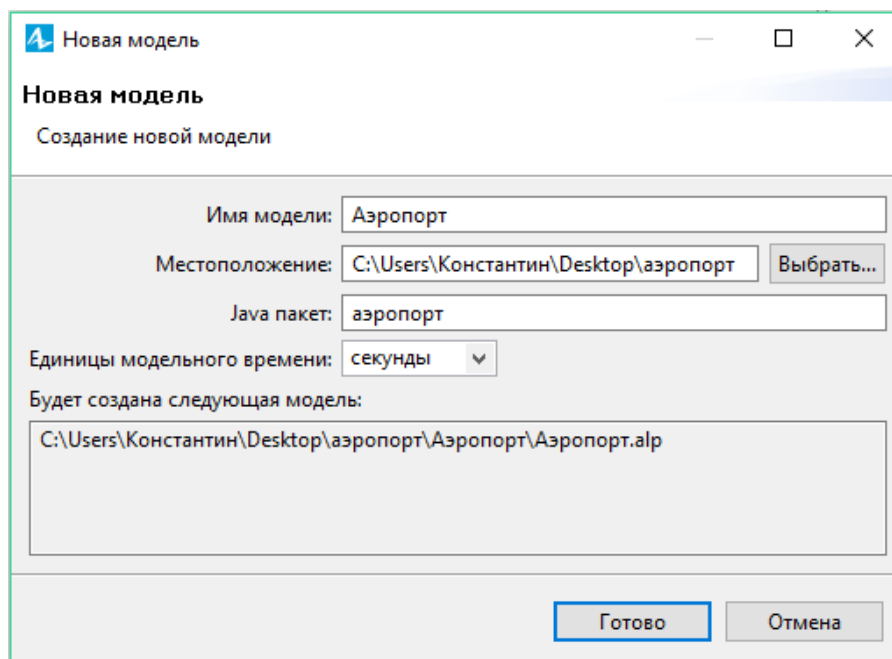 Новая модель
Новая модель
Создание новой модели
Имя модели: Аэропорт
Местоположение: C:\Users\Константин\Desktop\аэропорт Выбрать...
Java пакет: аэропорт
Единицы модельного времени: секунды
Будет создана следующая модель:
C:\Users\Константин\Desktop\аэропорт\Аэропорт\Аэропорт.alp
Готово Отмена